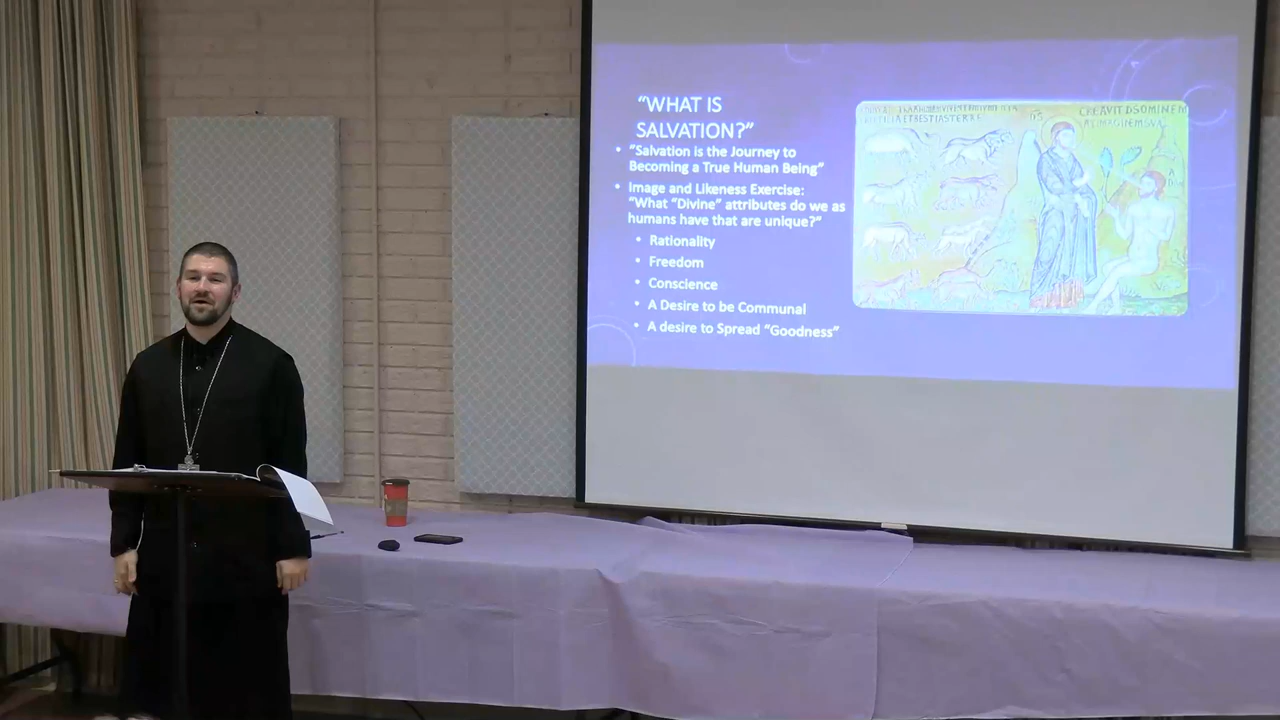 "WHAT IS
SALVATION?"
• "Salvation is the Journey to
Becoming a True Human Being"
• Image and Likeness Exercise:
"What "Divine" attributes do we as
humans have that are unique?"
• Rationality
• Freedom
• Conscience
• A Desire to be Communal
• A desire to Spread "Goodness"
CREAVIT DSOMINEM